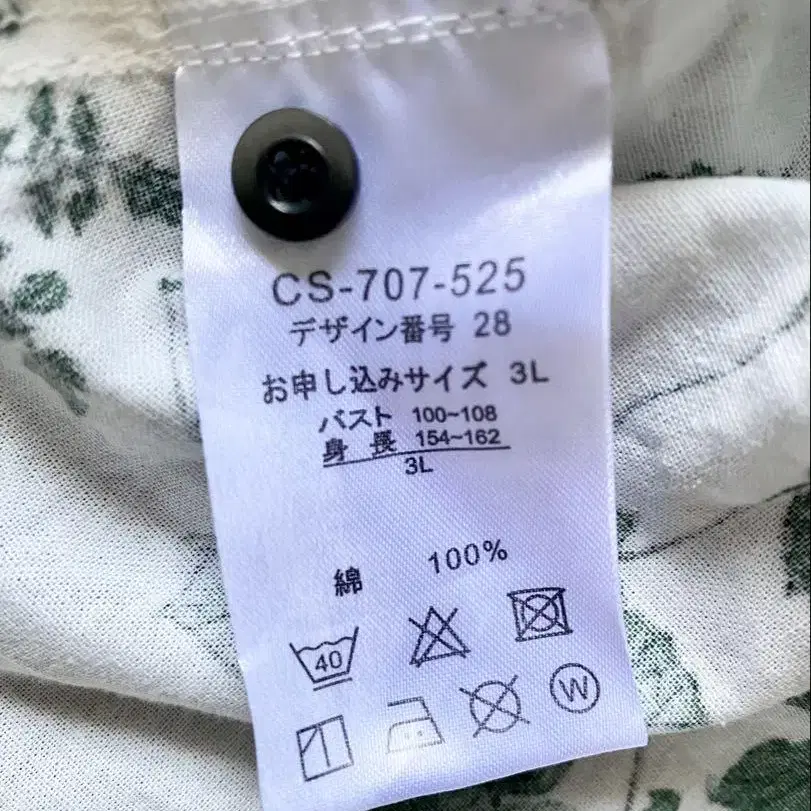 CS-707-525
デザイン番号 28
お申し込みサイズ 3L
バスト 100~108
身長 154~162
3L
綿 100%
40
W